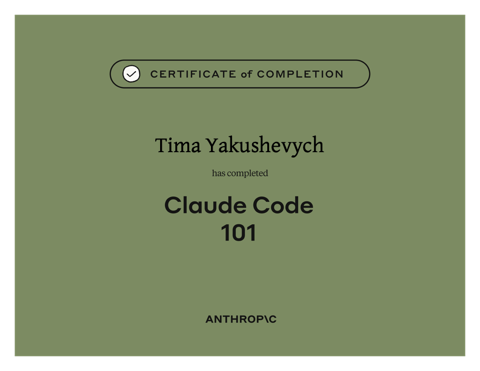 CERTIFICATE of COMPLETION
Tima Yakushevych
has completed
Claude Code
101
ANTHROP\C